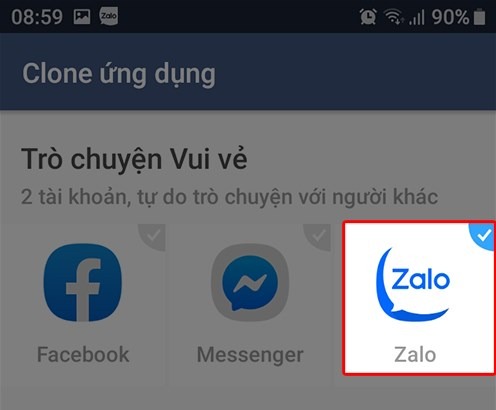 08:59 Zalo 90%
Clone ứng dụng
Trò chuyện Vui vẻ
2 tài khoản, tự do trò chuyện với người khác
Zalo
Facebook Messenger Zalo